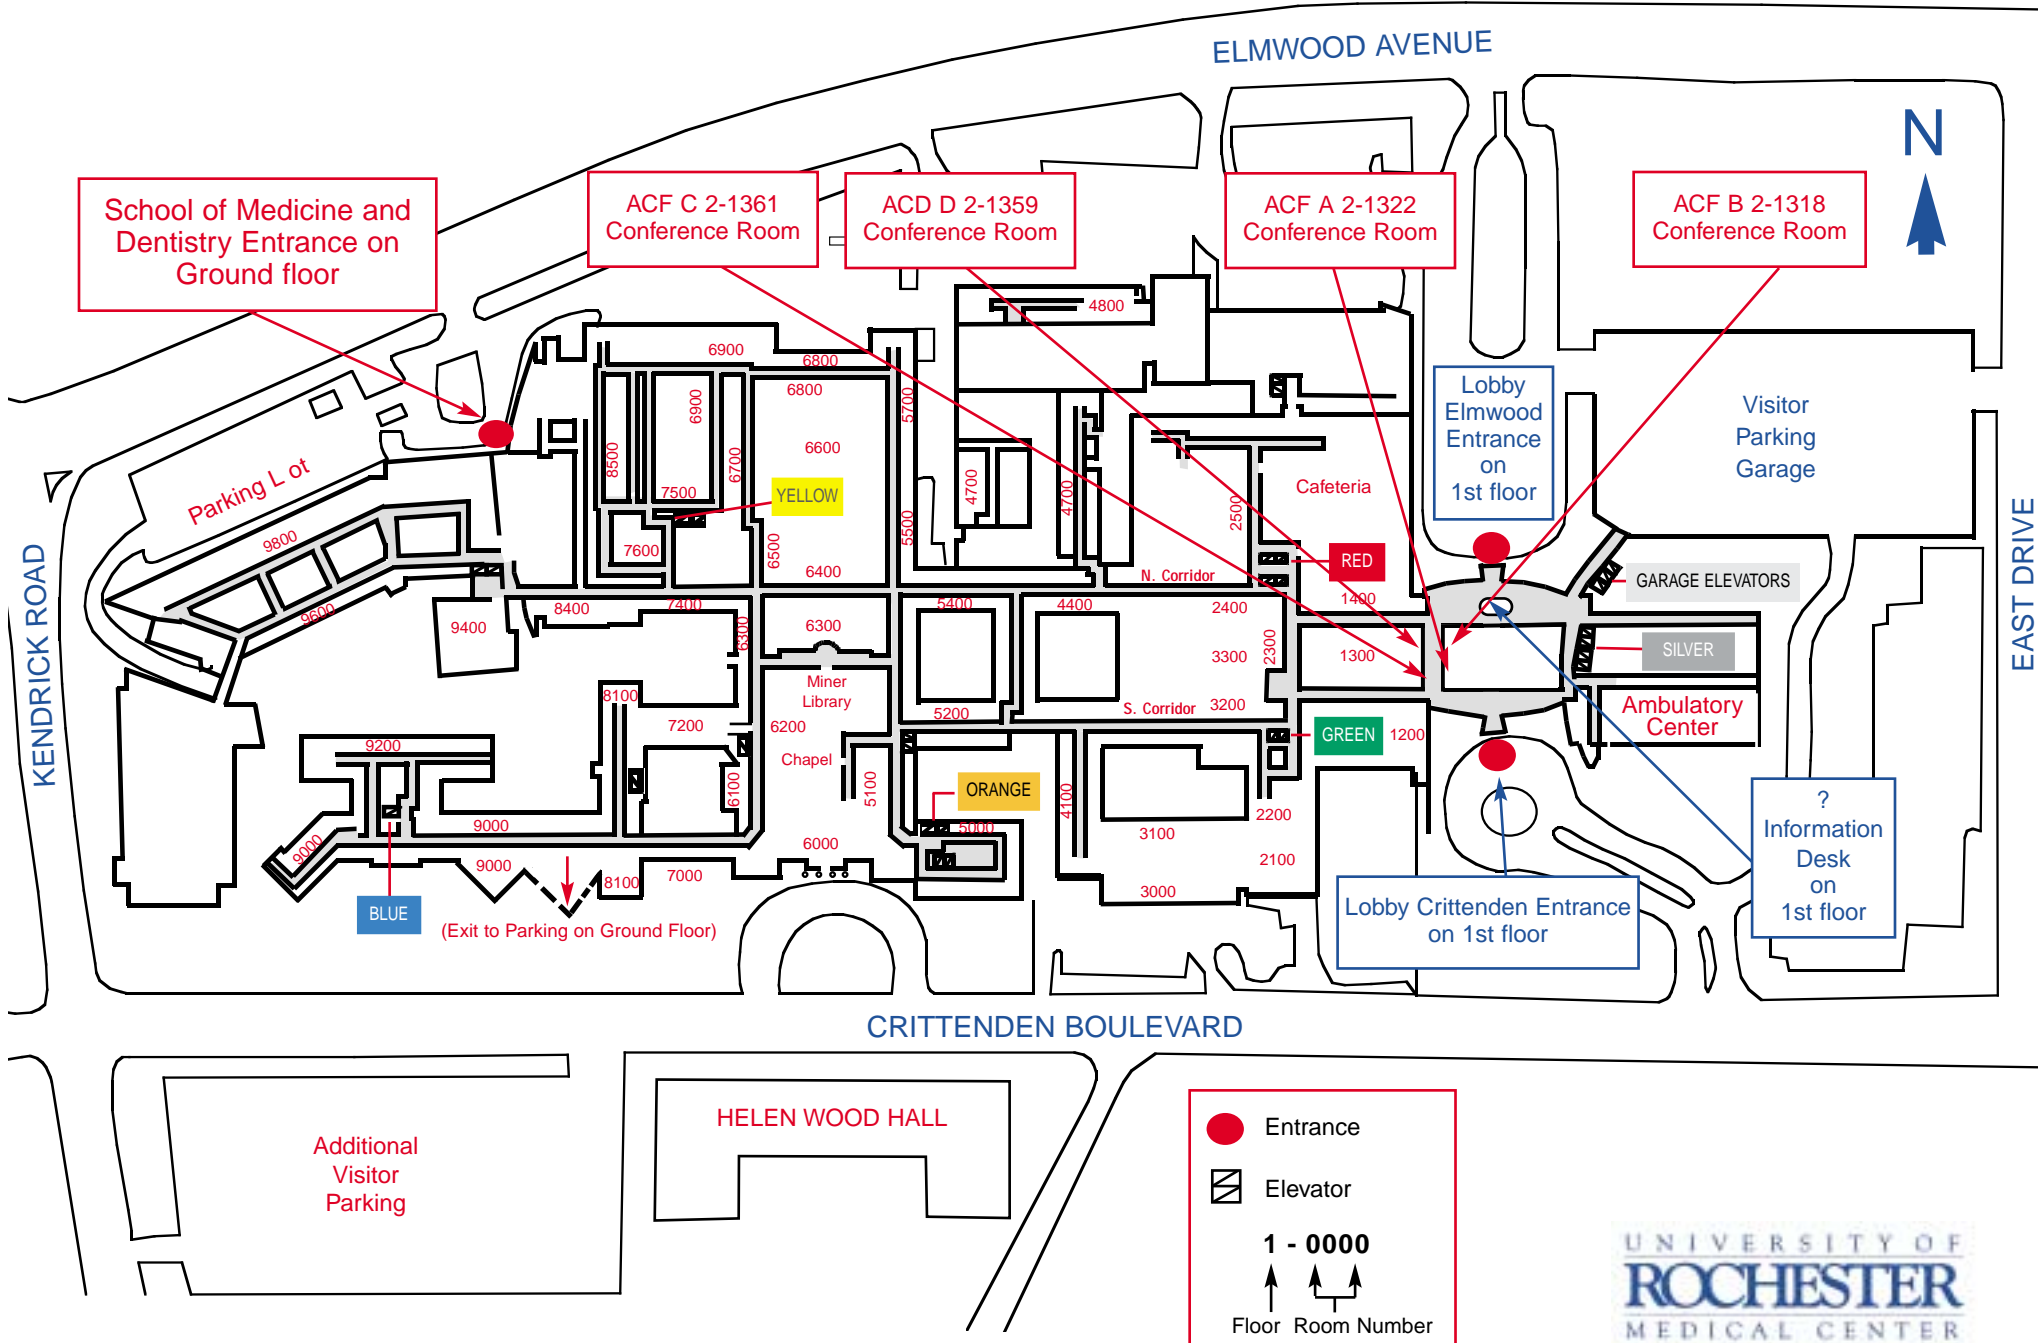 ELMWOOD AVENUE
N
School of Medicine and
Dentistry Entrance on
Ground floor
ACF C 2-1361
Conference Room
ACD D 2-1359
Conference Room
ACF A 2-1322
Conference Room
ACF B 2-1318
Conference Room
4800
6900
6800
6800
6900
5700
Lobby
Elmwood
Entrance
on
1st floor
Visitor
Parking
Garage
6600
8500
6700
7500
YELLOW
4700
4700
2500
Cafeteria
Parking L ot
9800
7600
6500
5500
6400
N. Corridor
RED
GARAGE ELEVATORS
EAST DRIVE
KENDRICK ROAD
9600
8400
7400
5400
4400
2400
1400
9400
6300
6300
3300
2300
1300
SILVER
Miner
Library
8100
5200
S. Corridor
3200
Ambulatory
Center
7200
6200
GREEN
1200
9200
Chapel
6100
5100
ORANGE
4100
?
Information
Desk
on
1st floor
9000
9000
5000
3100
2200
6000
2100
9000
8100
7000
3000
BLUE
(Exit to Parking on Ground Floor)
Lobby Crittenden Entrance
on 1st floor
CRITTENDEN BOULEVARD
HELEN WOOD HALL
Additional
Visitor
Parking
Entrance
Elevator
1 - 0000
Floor Room Number
UNIVERSITY OF
ROCHESTER
MEDICAL CENTER